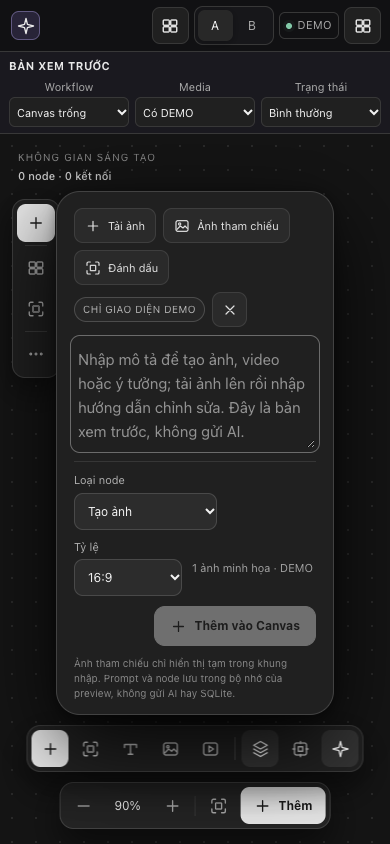 A B DEMO
BẢN XEM TRƯỚC
Workflow Media Trạng thái
Canvas trống Có DEMO Bình thường
KHÔNG GIAN SÁNG TẠO
0 node · 0 kết nối
Tải ảnh Ảnh tham chiếu
Đánh dấu
CHỈ GIAO DIỆN DEMO
Nhập mô tả để tạo ảnh, video
hoặc ý tưởng; tải ảnh lên rồi nhập
hướng dẫn chỉnh sửa. Đây là bản
xem trước, không gửi AI.
Loại node
Tạo ảnh
Tỷ lệ
16:9 1 ảnh minh họa · DEMO
Thêm vào Canvas
Ảnh tham chiếu chỉ hiển thị tạm trong khung
nhập. Prompt và node lưu trong bộ nhớ của
preview, không gửi AI hay SQLite.
90% Thêm